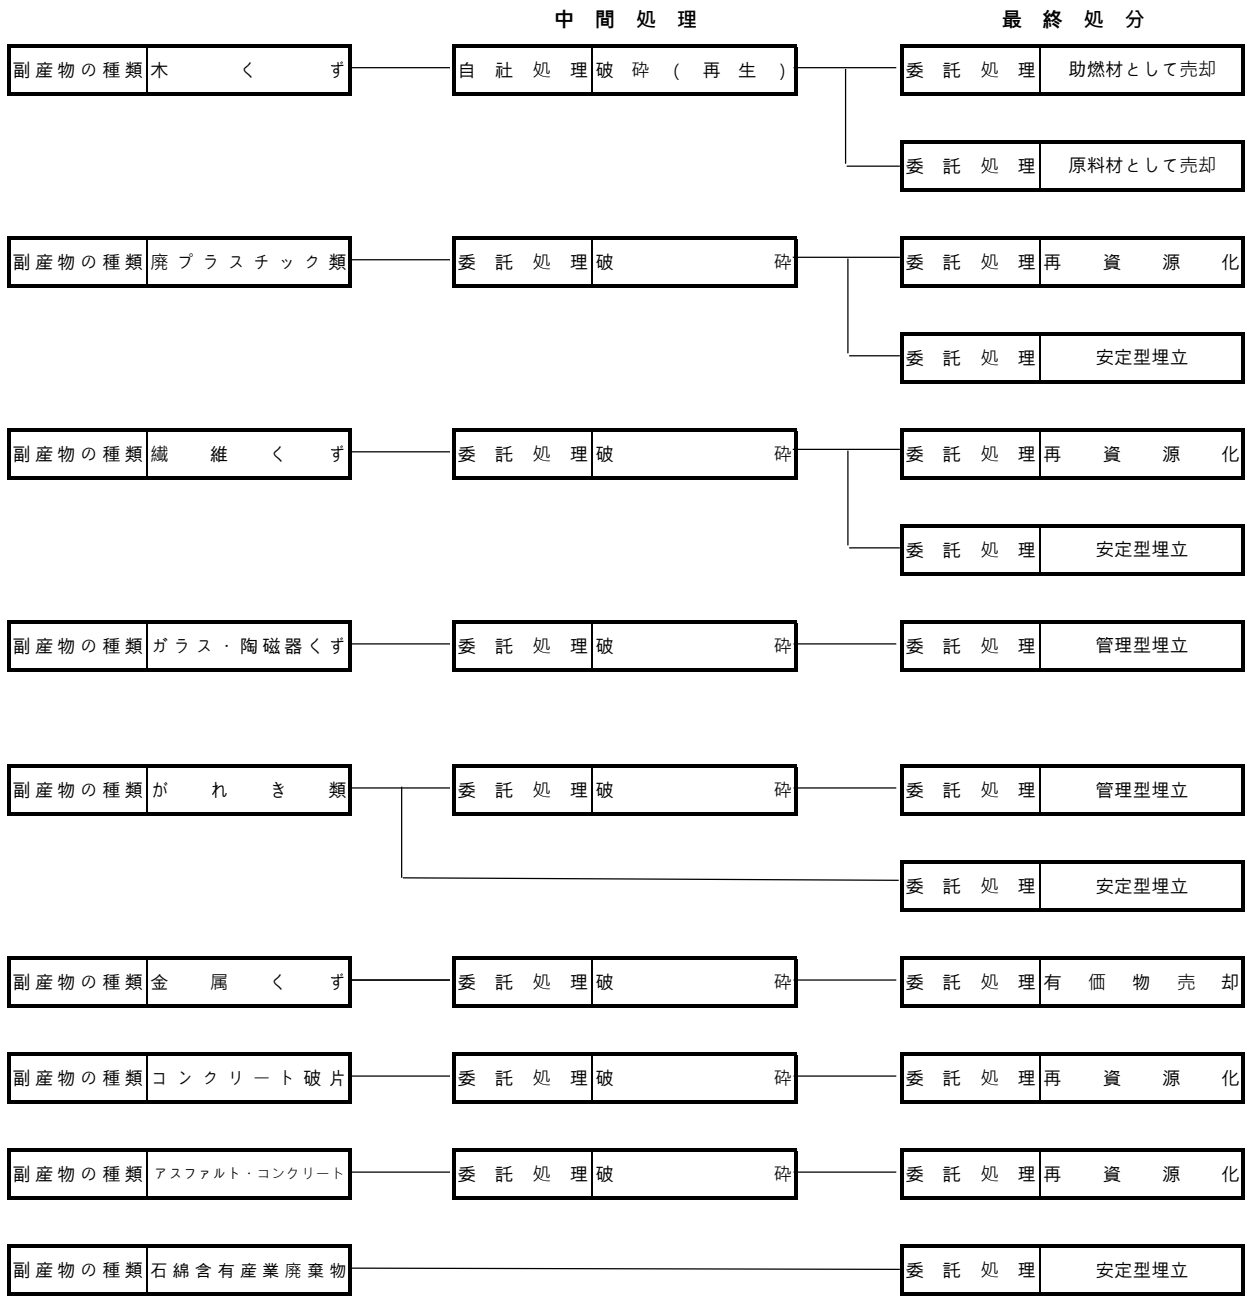 中間処理 最終処分
副産物の種類 木くず 自社処理 破砕(再生) 委託処理 助燃材として売却
委託処理 原料材として売却
副産物の種類 廃プラスチック類 委託処理 破砕 委託処理 再資源化
委託処理 安定型埋立
副産物の種類 繊維くず 委託処理 破砕 委託処理 再資源化
委託処理 安定型埋立
副産物の種類 ガラス・陶磁器くず 委託処理 破砕 委託処理 管理型埋立
副産物の種類 がれき類 委託処理 破砕 委託処理 管理型埋立
委託処理 安定型埋立
副産物の種類 金属くず 委託処理 破砕 委託処理 有価物売却
副産物の種類 コンクリート破片 委託処理 破砕 委託処理 再資源化
副産物の種類 アスファルト・コンクリート 委託処理 破砕 委託処理 再資源化
副産物の種類 石綿含有産業廃棄物 委託処理 安定型埋立